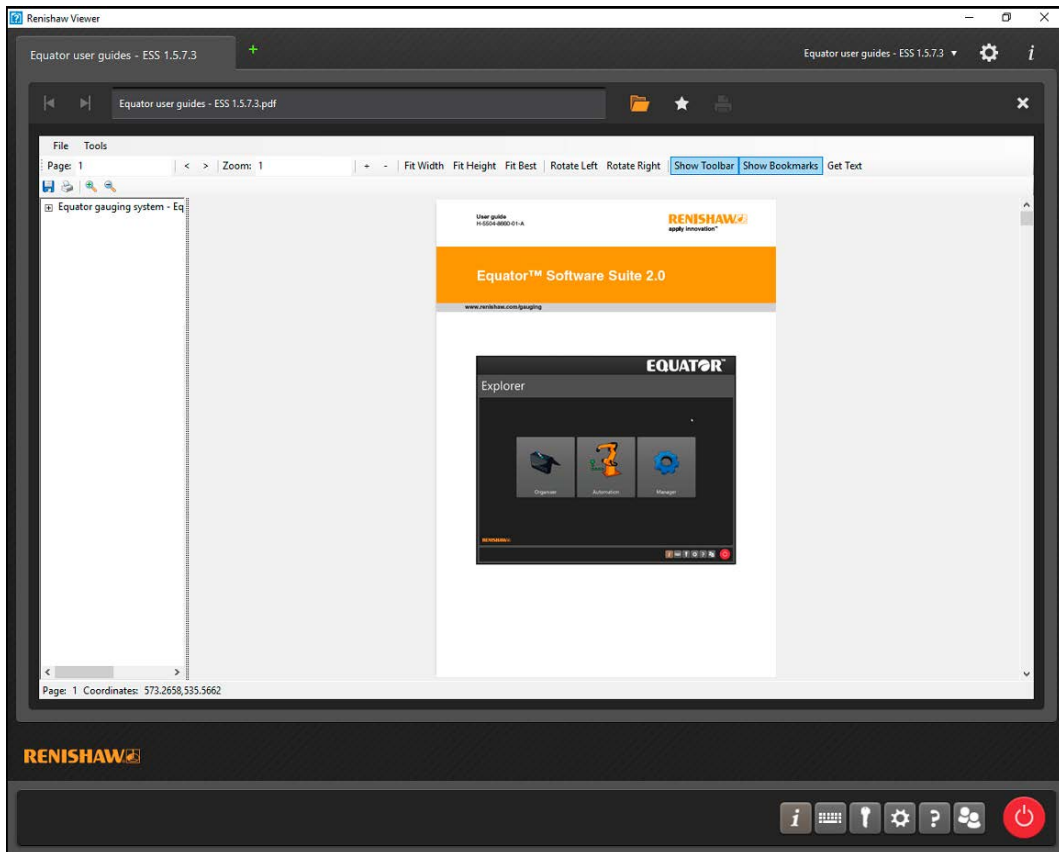 Renishaw Viewer
Equator user guides - ESS 1.5.7.3
+
Equator user guides - ESS 1.5.7.3
i
Equator user guides - ESS 1.5.7.3.pdf
File Tools
Page: 1 < > Zoom: 1 + - Fit Width Fit Height Fit Best Rotate Left Rotate Right Show Toolbar Show Bookmarks Get Text
Equator gauging system - Eq
User guide
H-5504-8660-01-A
RENISHAW
apply innovation™
Equator™ Software Suite 2.0
www.renishaw.com/gauging
EQUATOR™
Explorer
Organiser Automation Manager
RENISHAW
Page: 1 Coordinates: 573.2658,535.5662
RENISHAW
i ?